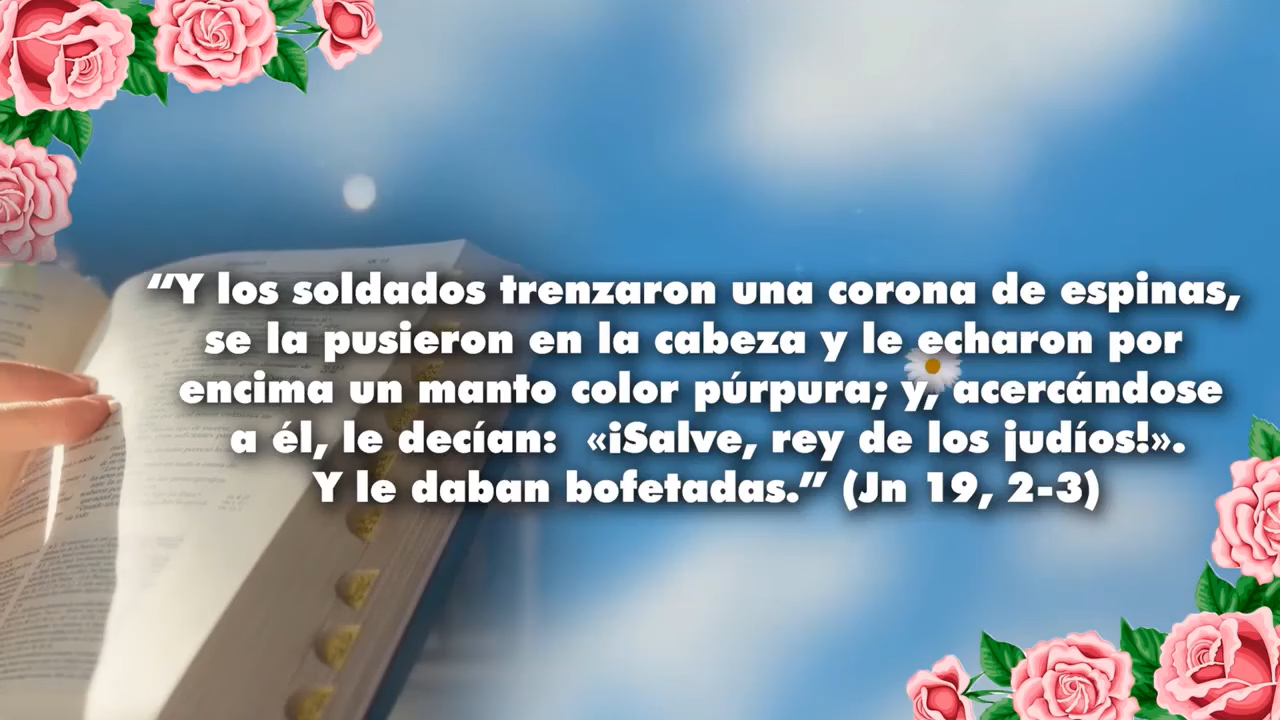 “Y los soldados trenzaron una corona de espinas,
se la pusieron en la cabeza y le echaron por
encima un manto color púrpura; y, acercándose
a él, le decían:  «¡Salve, rey de los judíos!».
Y le daban bofetadas.” (Jn 19, 2-3)